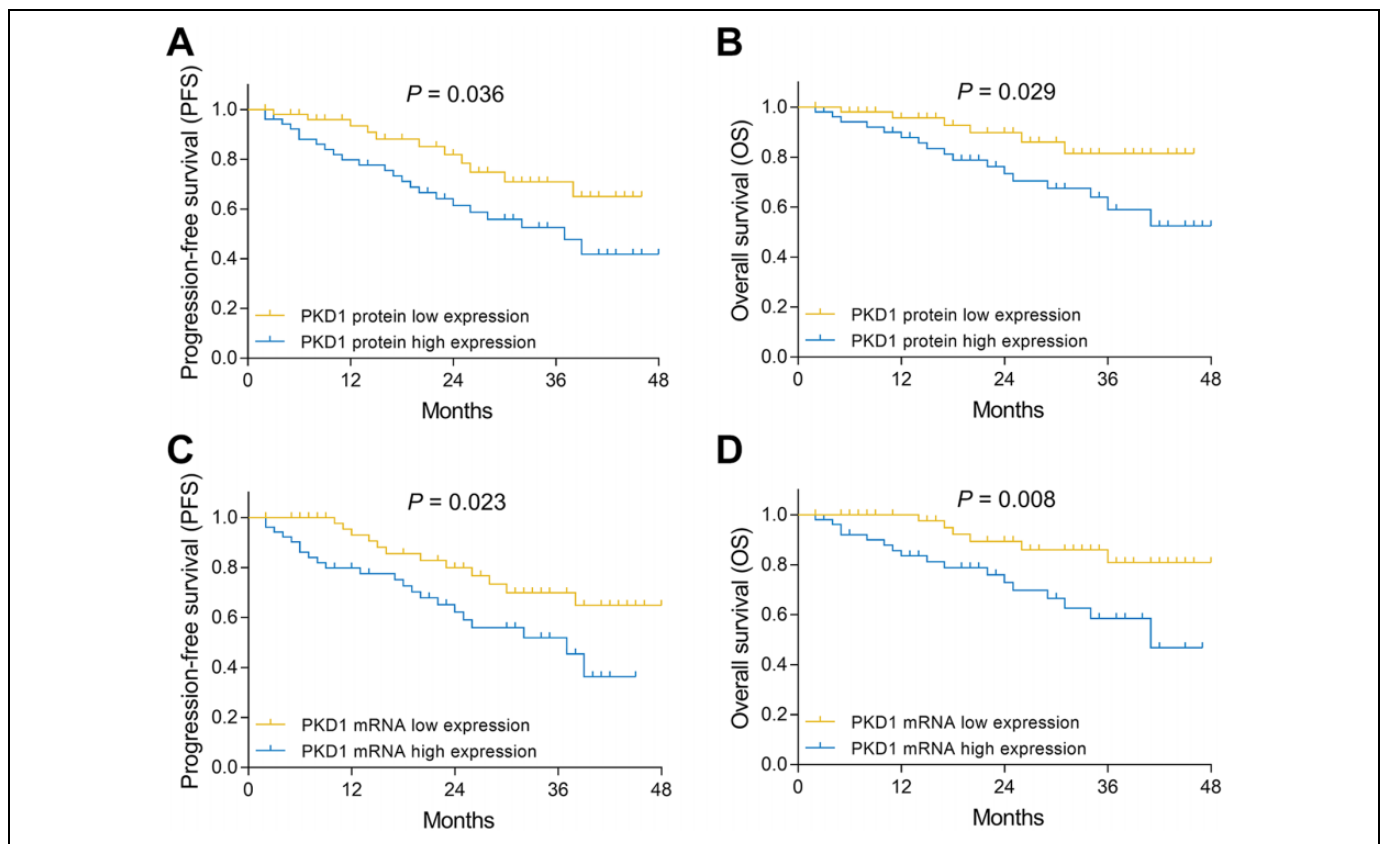 A
P = 0.036
Progression-free survival (PFS)
1.0
0.8
0.6
0.4
0.2
0.0
PKD1 protein low expression
PKD1 protein high expression
0 12 24 36 48
Months
B
P = 0.029
Overall survival (OS)
1.0
0.8
0.6
0.4
0.2
0.0
PKD1 protein low expression
PKD1 protein high expression
0 12 24 36 48
Months
C
P = 0.023
Progression-free survival (PFS)
1.0
0.8
0.6
0.4
0.2
0.0
PKD1 mRNA low expression
PKD1 mRNA high expression
0 12 24 36 48
Months
D
P = 0.008
Overall survival (OS)
1.0
0.8
0.6
0.4
0.2
0.0
PKD1 mRNA low expression
PKD1 mRNA high expression
0 12 24 36 48
Months